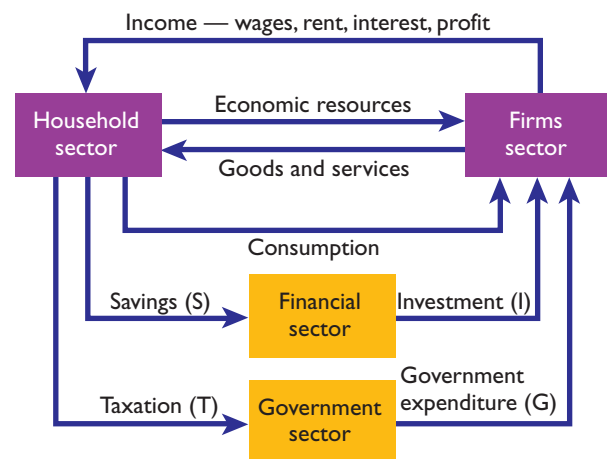 Income — wages, rent, interest, profit
Household
sector
Economic resources
Firms
sector
Goods and services
Consumption
Savings (S)
Financial
sector
Investment (I)
Taxation (T)
Government
sector
Government
expenditure (G)